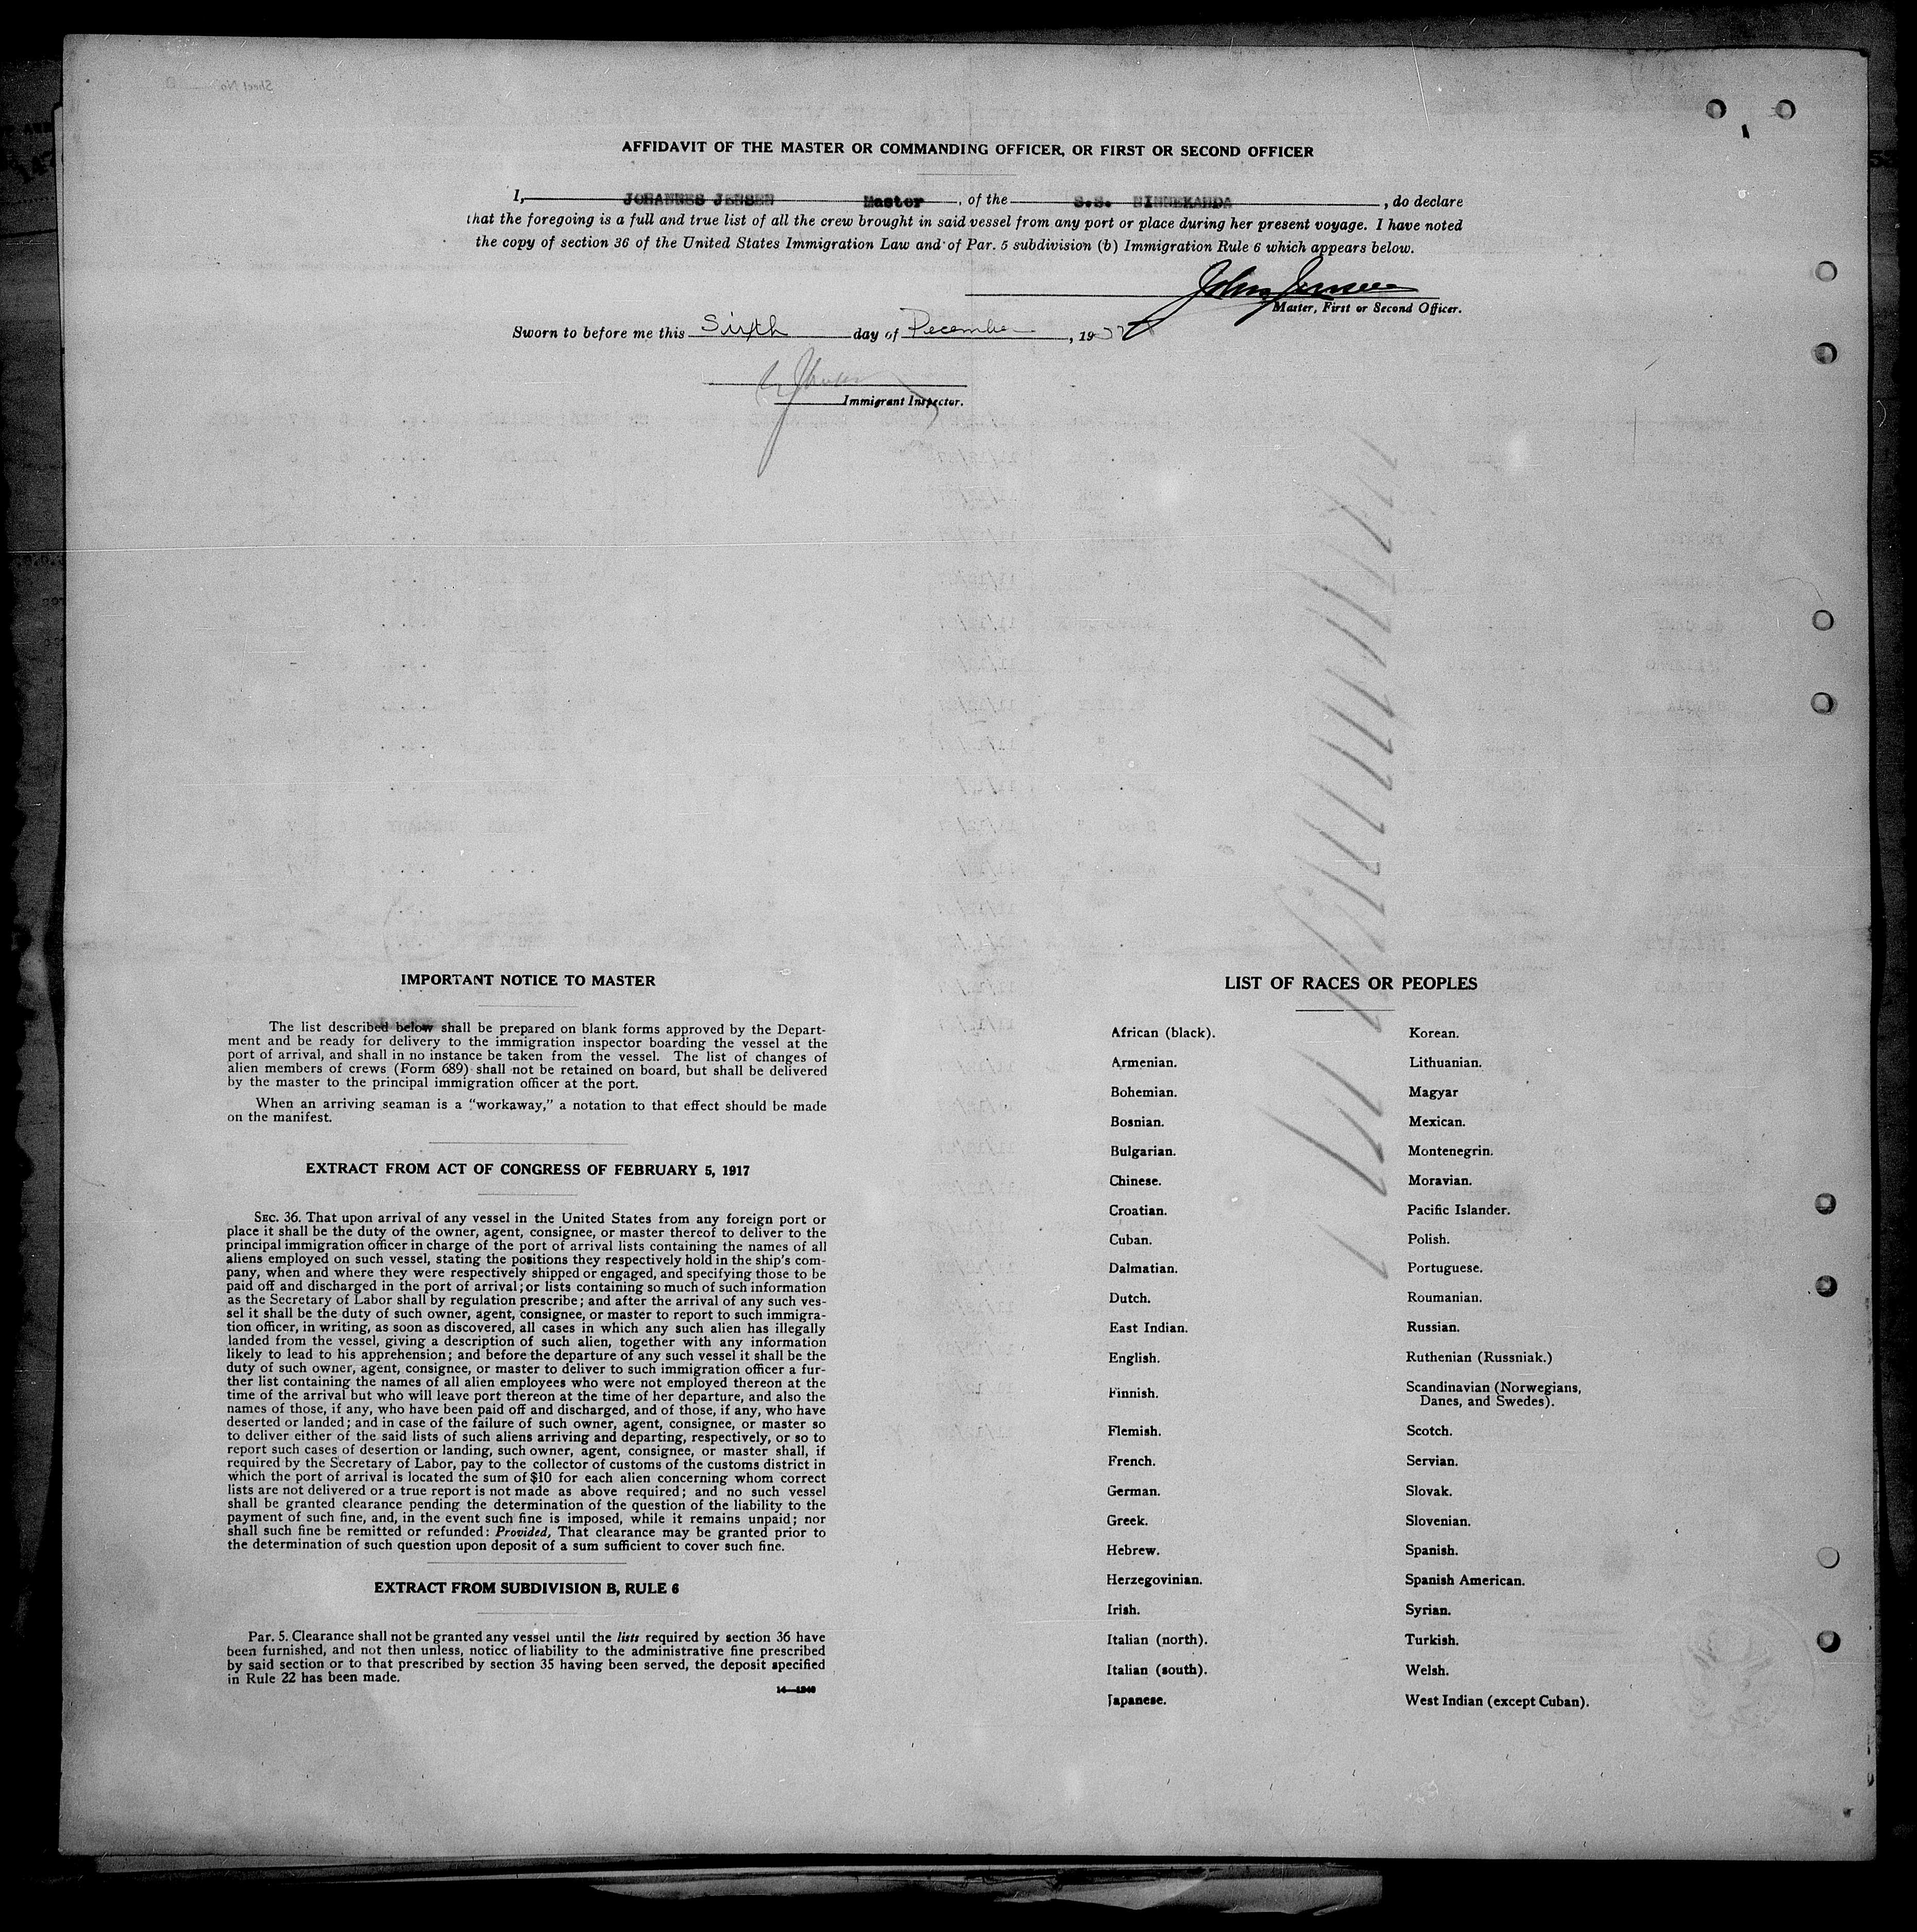 AFFIDAVIT OF THE MASTER OR COMMANDING OFFICER, OR FIRST OR SECOND OFFICER
I, JOHANNES JENSEN Master, of the S.S. MINNEKAHDA, do declare
that the foregoing is a full and true list of all the crew brought in said vessel from any port or place during her present voyage. I have noted
the copy of section 36 of the United States Immigration Law and of Par. 5 subdivision (b) Immigration Rule 6 which appears below.
Master, First or Second Officer.
Sworn to before me this Sixth day of December, 19
Immigrant Inspector.
IMPORTANT NOTICE TO MASTER
The list described below shall be prepared on blank forms approved by the Depart-
ment and be ready for delivery to the immigration inspector boarding the vessel at the
port of arrival, and shall in no instance be taken from the vessel. The list of changes of
alien members of crews (Form 689) shall not be retained on board, but shall be delivered
by the master to the principal immigration officer at the port.
When an arriving seaman is a “workaway,” a notation to that effect should be made
on the manifest.
EXTRACT FROM ACT OF CONGRESS OF FEBRUARY 5, 1917
SEC. 36. That upon arrival of any vessel in the United States from any foreign port or
place it shall be the duty of the owner, agent, consignee, or master thereof to deliver to the
principal immigration officer in charge of the port of arrival lists containing the names of all
aliens employed on such vessel, stating the positions they respectively hold in the ship's com-
pany, when and where they were respectively shipped or engaged, and specifying those to be
paid off and discharged in the port of arrival; or lists containing so much of such information
as the Secretary of Labor shall by regulation prescribe; and after the arrival of any such ves-
sel it shall be the duty of such owner, agent, consignee, or master to report to such immigra-
tion officer, in writing, as soon as discovered, all cases in which any such alien has illegally
landed from the vessel, giving a description of such alien, together with any information
likely to lead to his apprehension; and before the departure of any such vessel it shall be the
duty of such owner, agent, consignee, or master to deliver to such immigration officer a fur-
ther list containing the names of all alien employees who were not employed thereon at the
time of the arrival but who will leave port thereon at the time of her departure, and also the
names of those, if any, who have been paid off and discharged, and of those, if any, who have
deserted or landed; and in case of the failure of such owner, agent, consignee, or master so
to deliver either of the said lists of such aliens arriving and departing, respectively, or so to
report such cases of desertion or landing, such owner, agent, consignee, or master shall, if
required by the Secretary of Labor, pay to the collector of customs of the customs district in
which the port of arrival is located the sum of $10 for each alien concerning whom correct
lists are not delivered or a true report is not made as above required; and no such vessel
shall be granted clearance pending the determination of the question of the liability to the
payment of such fine, and, in the event such fine is imposed, while it remains unpaid; nor
shall such fine be remitted or refunded: Provided, That clearance may be granted prior to
the determination of such question upon deposit of a sum sufficient to cover such fine.
EXTRACT FROM SUBDIVISION B, RULE 6
Par. 5. Clearance shall not be granted any vessel until the lists required by section 36 have
been furnished, and not then unless, notice of liability to the administrative fine prescribed
by said section or to that prescribed by section 35 having been served, the deposit specified
in Rule 22 has been made.
14—1240
LIST OF RACES OR PEOPLES
African (black).
Armenian.
Bohemian.
Bosnian.
Bulgarian.
Chinese.
Croatian.
Cuban.
Dalmatian.
Dutch.
East Indian.
English.
Finnish.
Flemish.
French.
German.
Greek.
Hebrew.
Herzegovinian.
Irish.
Italian (north).
Italian (south).
Japanese.
Korean.
Lithuanian.
Magyar
Mexican.
Montenegrin.
Moravian.
Pacific Islander.
Polish.
Portuguese.
Roumanian.
Russian.
Ruthenian (Russniak.)
Scandinavian (Norwegians,
Danes, and Swedes).
Scotch.
Servian.
Slovak.
Slovenian.
Spanish.
Spanish American.
Syrian.
Turkish.
Welsh.
West Indian (except Cuban).